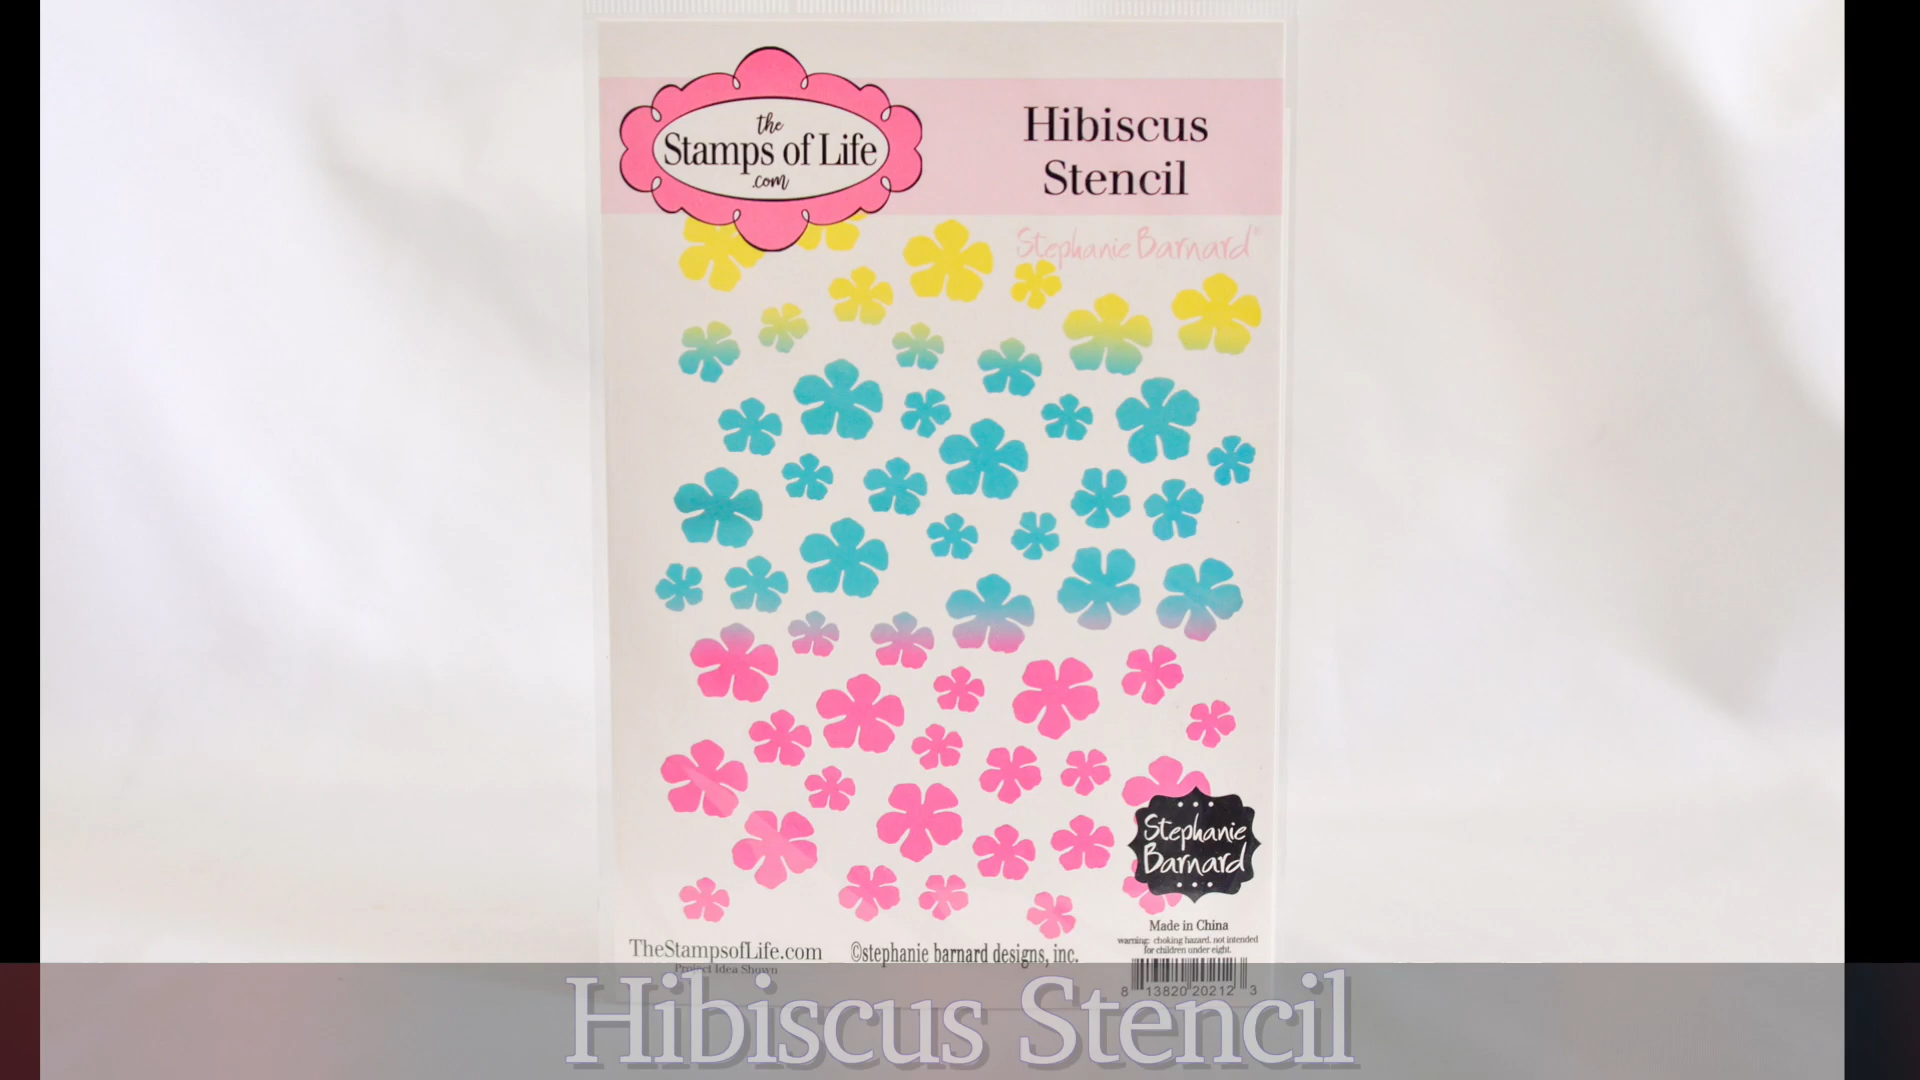 the
Stamps of Life
.com
Hibiscus
Stencil
Stephanie Barnard®
Stephanie
Barnard
Made in China
warning: choking hazard. not intended
for children under eight.
TheStampsofLife.com
©stephanie barnard designs, inc.
Project Idea Shown
8 13820 20212 3
Hibiscus Stencil